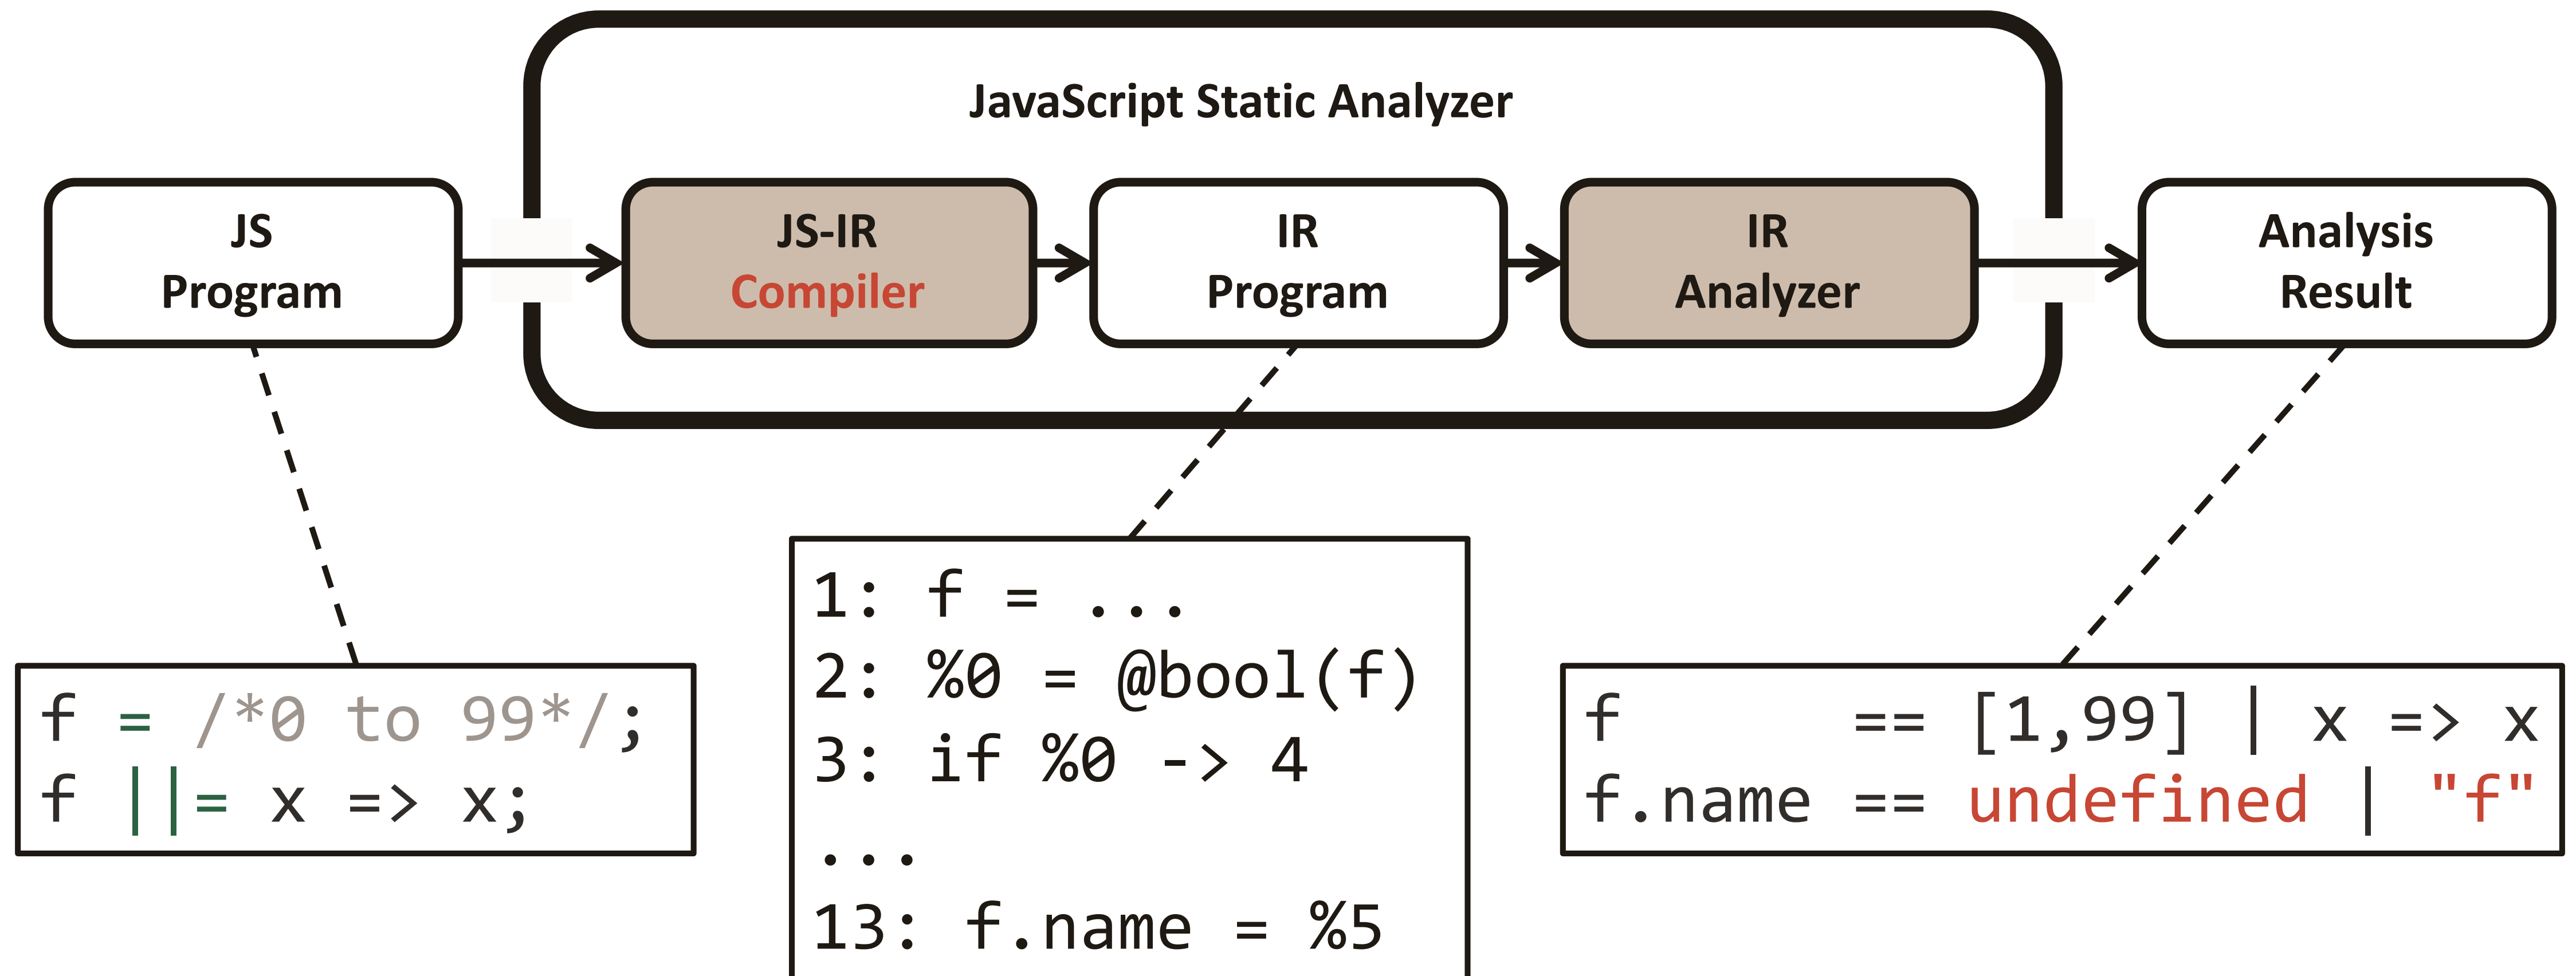 JavaScript Static Analyzer
JS
Program
JS-IR
Compiler
IR
Program
IR
Analyzer
Analysis
Result
f = /*0 to 99*/;
f ||= x => x;
1: f = ...
2: %0 = @bool(f)
3: if %0 -> 4
...
13: f.name = %5
f == [1,99] | x => x
f.name == undefined | "f"